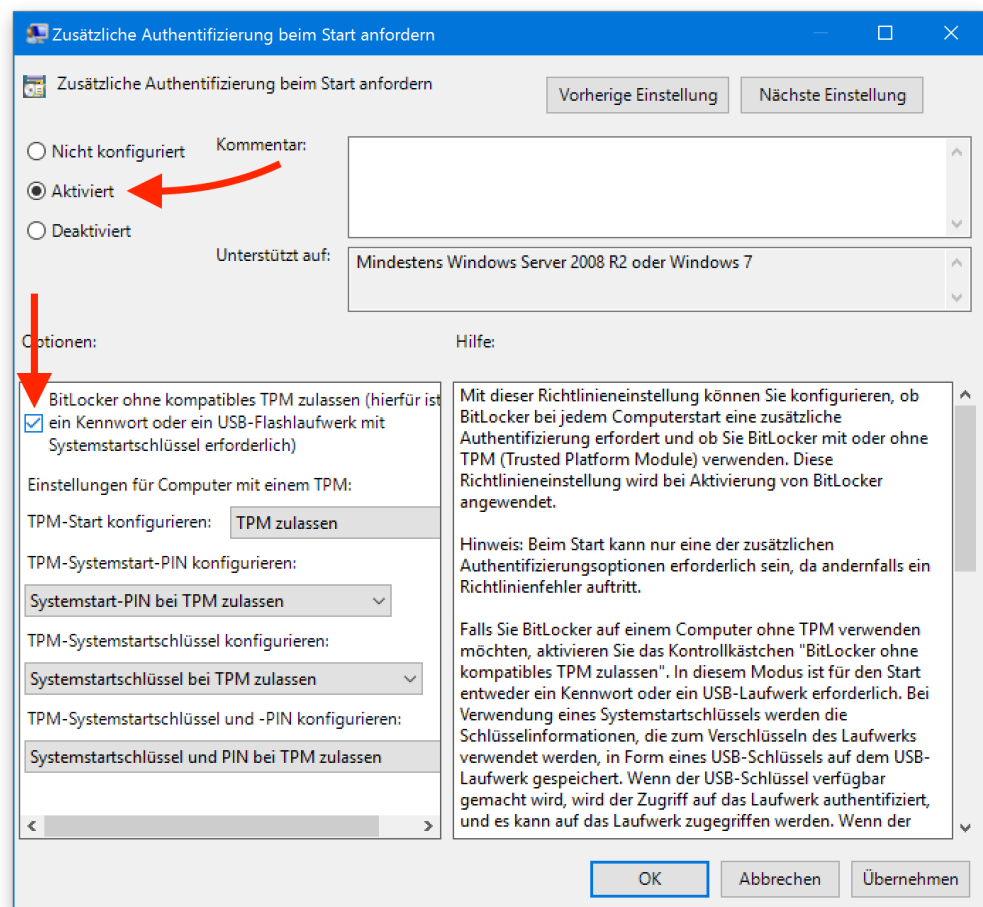 Zusätzliche Authentifizierung beim Start anfordern
Zusätzliche Authentifizierung beim Start anfordern
Vorherige Einstellung
Nächste Einstellung
Nicht konfiguriert
Kommentar:
Aktiviert
Deaktiviert
Unterstützt auf:
Mindestens Windows Server 2008 R2 oder Windows 7
Optionen:
Hilfe:
BitLocker ohne kompatibles TPM zulassen (hierfür ist
ein Kennwort oder ein USB-Flashlaufwerk mit
Systemstartschlüssel erforderlich)
Einstellungen für Computer mit einem TPM:
TPM-Start konfigurieren:
TPM zulassen
TPM-Systemstart-PIN konfigurieren:
Systemstart-PIN bei TPM zulassen
TPM-Systemstartschlüssel konfigurieren:
Systemstartschlüssel bei TPM zulassen
TPM-Systemstartschlüssel und -PIN konfigurieren:
Systemstartschlüssel und PIN bei TPM zulassen
Mit dieser Richtlinieneinstellung können Sie konfigurieren, ob
BitLocker bei jedem Computerstart eine zusätzliche
Authentifizierung erfordert und ob Sie BitLocker mit oder ohne
TPM (Trusted Platform Module) verwenden. Diese
Richtlinieneinstellung wird bei Aktivierung von BitLocker
angewendet.
Hinweis: Beim Start kann nur eine der zusätzlichen
Authentifizierungsoptionen erforderlich sein, da andernfalls ein
Richtlinienfehler auftritt.
Falls Sie BitLocker auf einem Computer ohne TPM verwenden
möchten, aktivieren Sie das Kontrollkästchen "BitLocker ohne
kompatibles TPM zulassen". In diesem Modus ist für den Start
entweder ein Kennwort oder ein USB-Laufwerk erforderlich. Bei
Verwendung eines Systemstartschlüssels werden die
Schlüsselinformationen, die zum Verschlüseln des Laufwerks
verwendet werden, in Form eines USB-Schlüssels auf dem USB-
Laufwerk gespeichert. Wenn der USB-Schlüssel verfügbar
gemacht wird, wird der Zugriff auf das Laufwerk authentifiziert,
und es kann auf das Laufwerk zugegriffen werden. Wenn der
OK
Abbrechen
Übernehmen